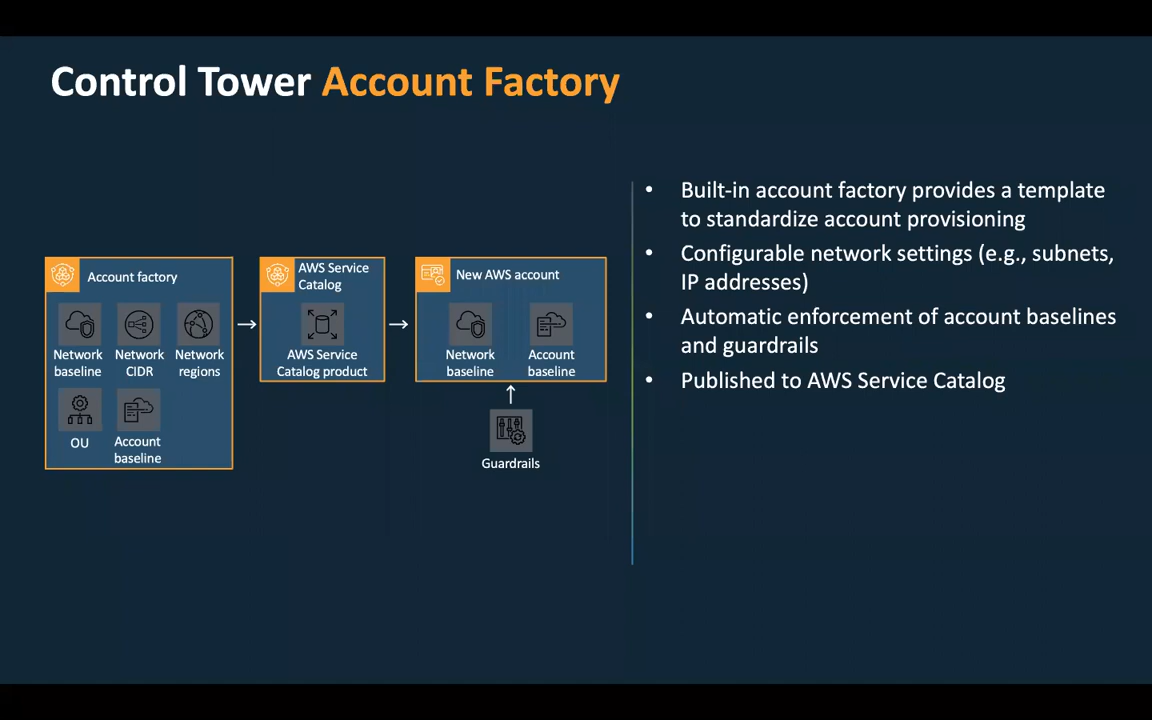 Control Tower Account Factory
Account factory
Network baseline
Network CIDR
Network regions
OU
Account baseline
AWS Service Catalog
AWS Service Catalog product
New AWS account
Network baseline
Account baseline
Guardrails
• Built-in account factory provides a template
to standardize account provisioning
• Configurable network settings (e.g., subnets,
IP addresses)
• Automatic enforcement of account baselines
and guardrails
• Published to AWS Service Catalog